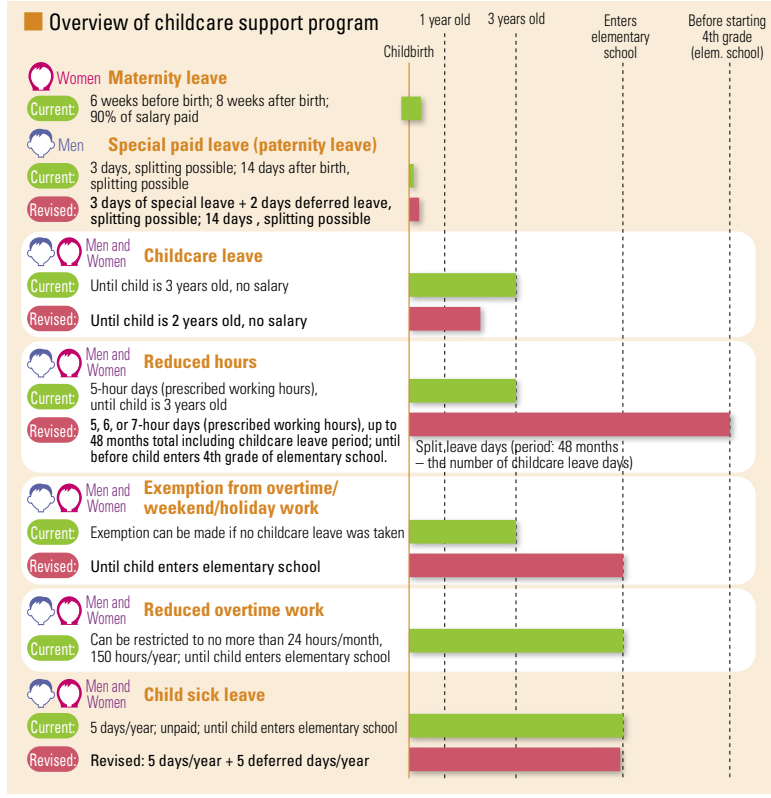 Overview of childcare support program
Childbirth
1 year old
3 years old
Enters
elementary
school
Before starting
4th grade
(elem. school)
Women Maternity leave
Current: 6 weeks before birth; 8 weeks after birth;
90% of salary paid
Men Special paid leave (paternity leave)
Current: 3 days, splitting possible; 14 days after birth,
splitting possible
Revised: 3 days of special leave + 2 days deferred leave,
splitting possible; 14 days , splitting possible
Men and
Women
Childcare leave
Current: Until child is 3 years old, no salary
Revised: Until child is 2 years old, no salary
Men and
Women
Reduced hours
Current: 5-hour days (prescribed working hours),
until child is 3 years old
Revised: 5, 6, or 7-hour days (prescribed working hours), up to
48 months total including childcare leave period; until
before child enters 4th grade of elementary school.
Split leave days (period: 48 months
– the number of childcare leave days)
Men and
Women
Exemption from overtime/
weekend/holiday work
Current: Exemption can be made if no childcare leave was taken
Revised: Until child enters elementary school
Men and
Women
Reduced overtime work
Current: Can be restricted to no more than 24 hours/month,
150 hours/year; until child enters elementary school
Men and
Women
Child sick leave
Current: 5 days/year; unpaid; until child enters elementary school
Revised: Revised: 5 days/year + 5 deferred days/year